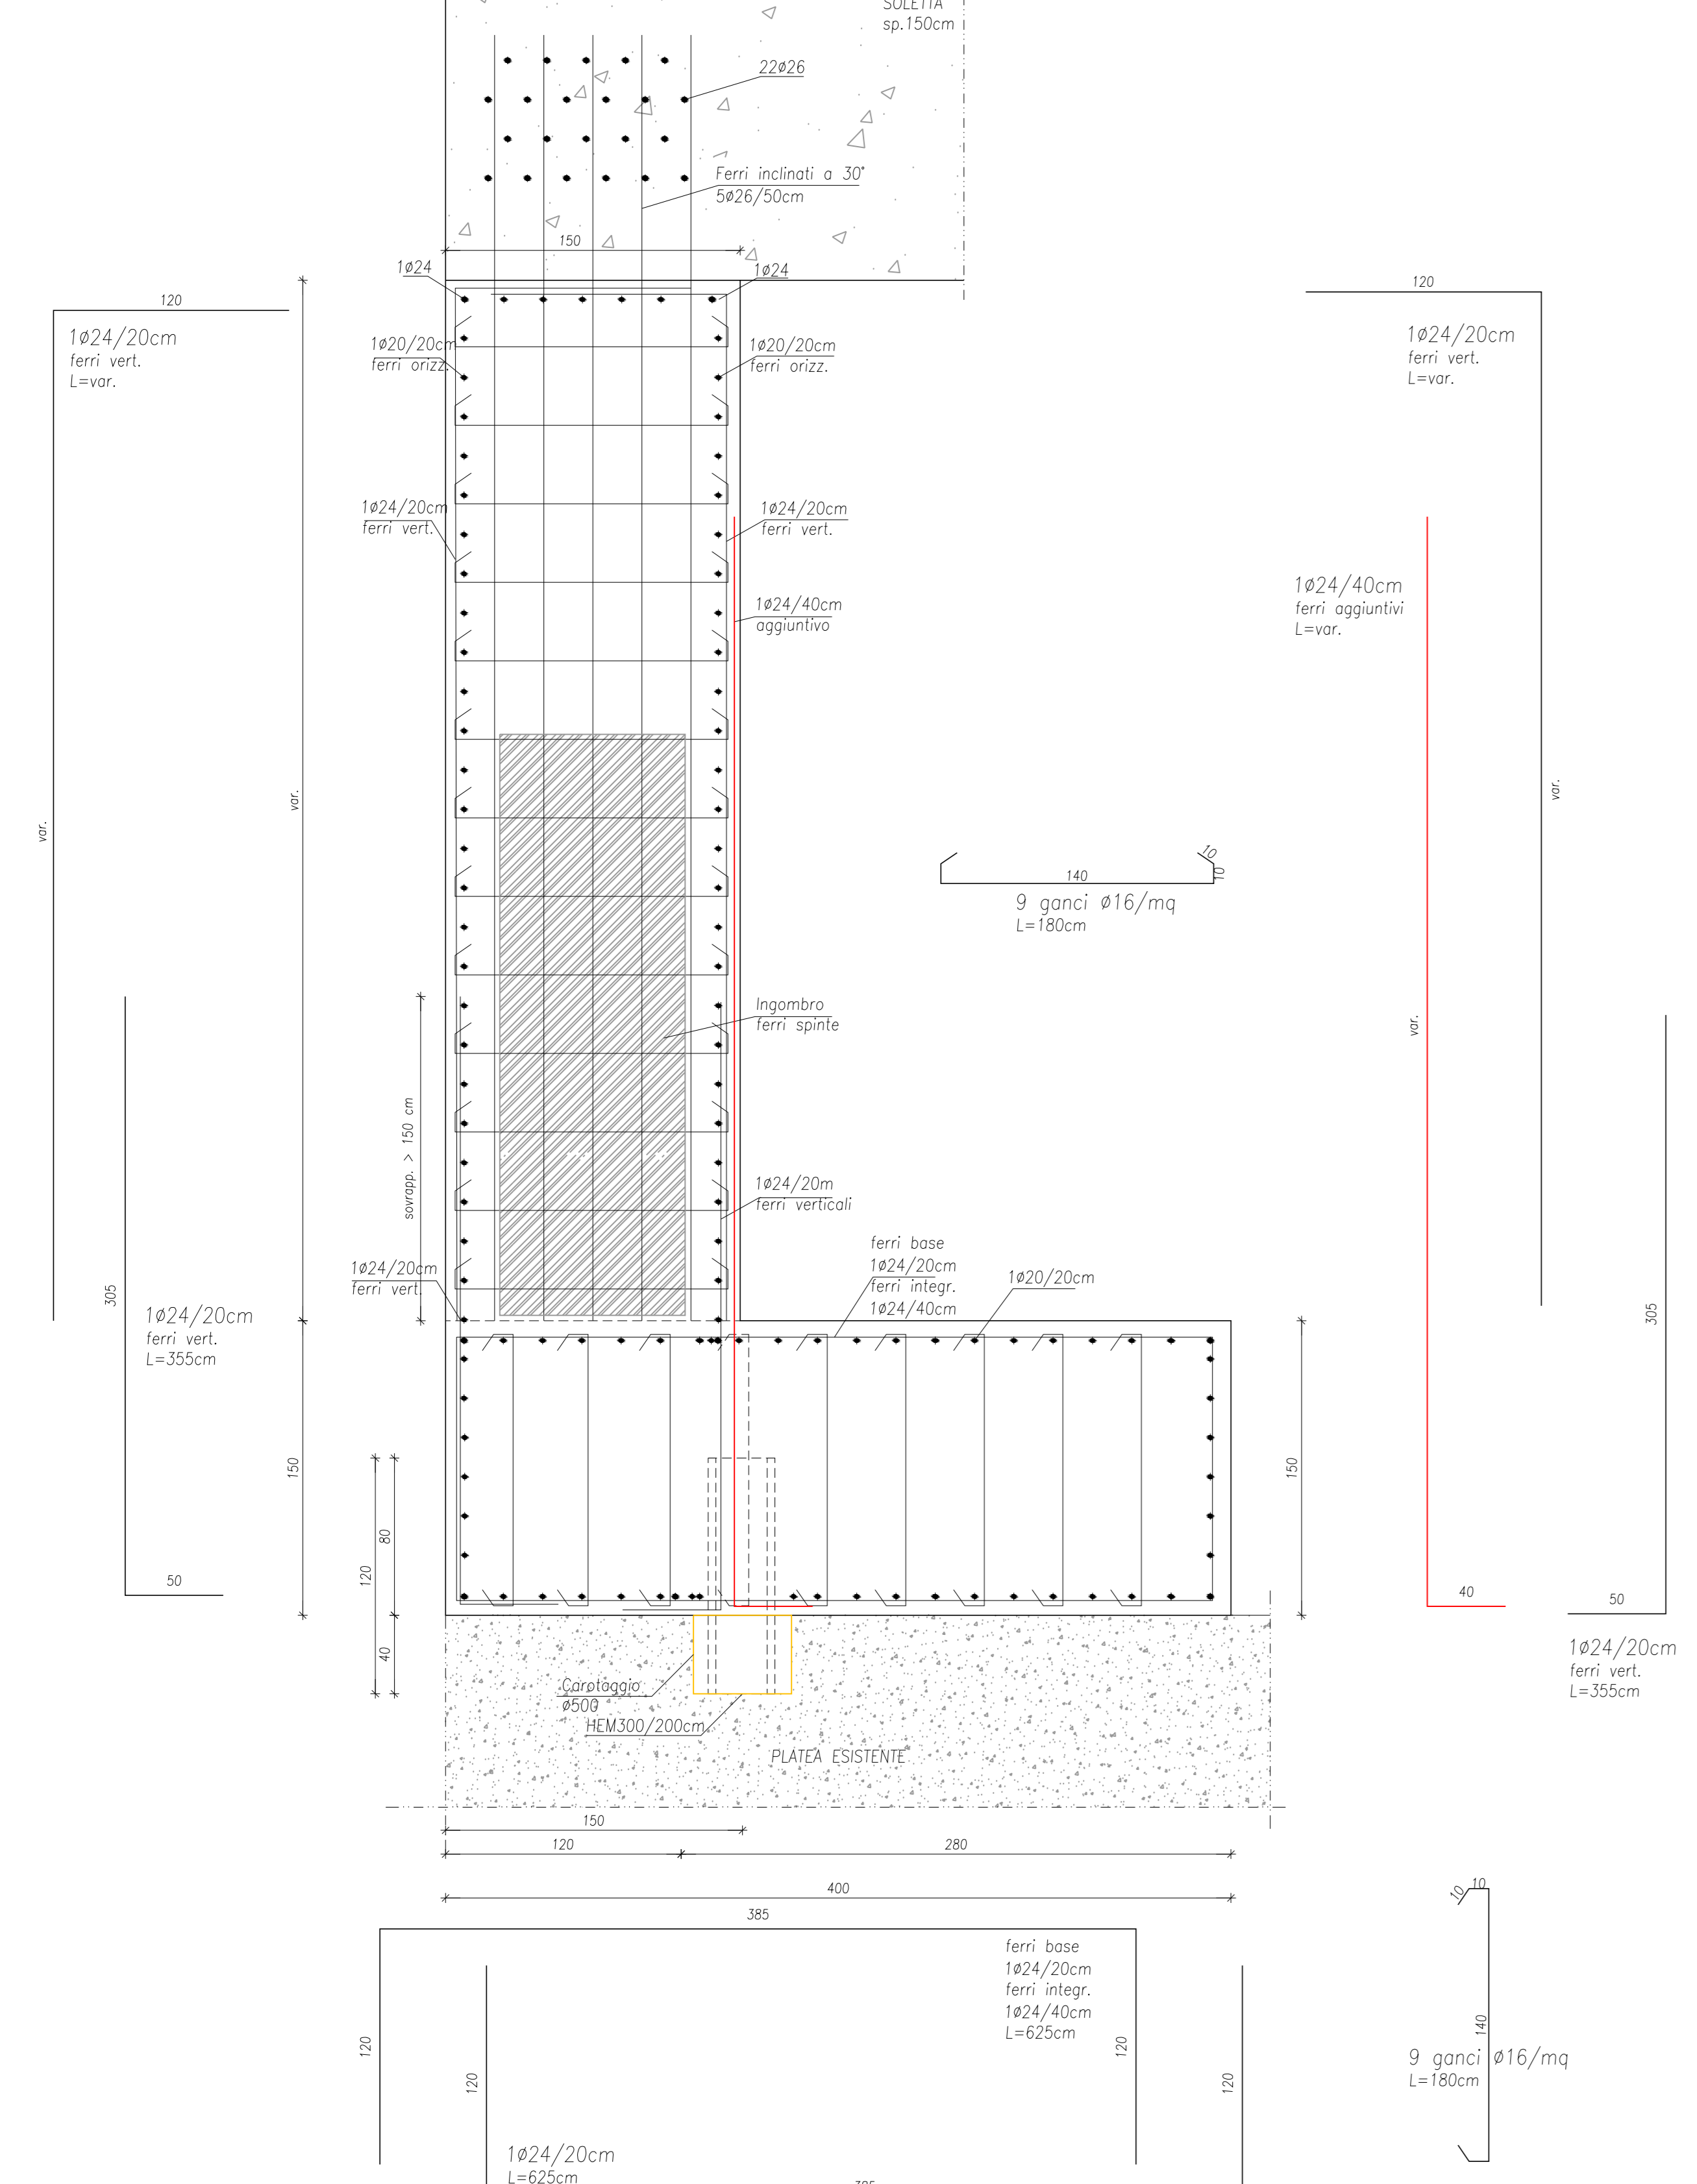 SOLETTA
sp.150cm
22ø26
Ferri inclinati a 30°
5ø26/50cm
150
1ø24
1ø24
120
1ø24/20cm
ferri vert.
L=var.
1ø20/20cm
ferri orizz.
1ø20/20cm
ferri orizz.
120
1ø24/20cm
ferri vert.
L=var.
1ø24/20cm
ferri vert.
1ø24/20cm
ferri vert.
1ø24/40cm
aggiuntivo
1ø24/40cm
ferri aggiuntivi
L=var.
var.
var.
var.
var.
10
10
140
9 ganci ø16/mq
L=180cm
Ingombro
ferri spinte
sovrapp. > 150 cm
1ø24/20m
ferri verticali
1ø24/20cm
ferri vert.
ferri base
1ø24/20cm
ferri integr.
1ø24/40cm
1ø20/20cm
305
1ø24/20cm
ferri vert.
L=355cm
50
305
150
120
80
40
150
40
50
1ø24/20cm
ferri vert.
L=355cm
Carotaggio
ø500
HEM300/200cm
PLATEA ESISTENTE
150
120
280
400
385
ferri base
1ø24/20cm
ferri integr.
1ø24/40cm
L=625cm
120
120
120
120
10
10
140
9 ganci ø16/mq
L=180cm
1ø24/20cm
L=625cm